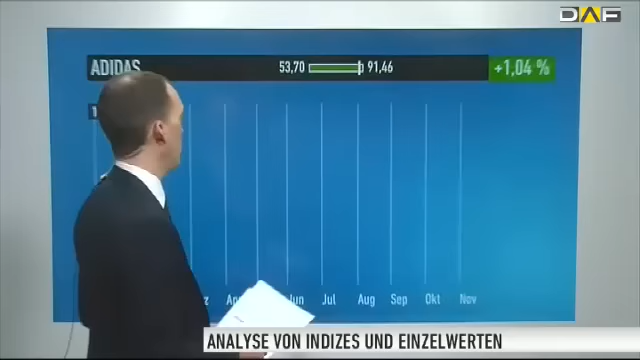 DAF
ADIDAS 53,70 91,46 +1,04 %
Jun Jul Aug Sep Okt Nov
ANALYSE VON INDIZES UND EINZELWERTEN